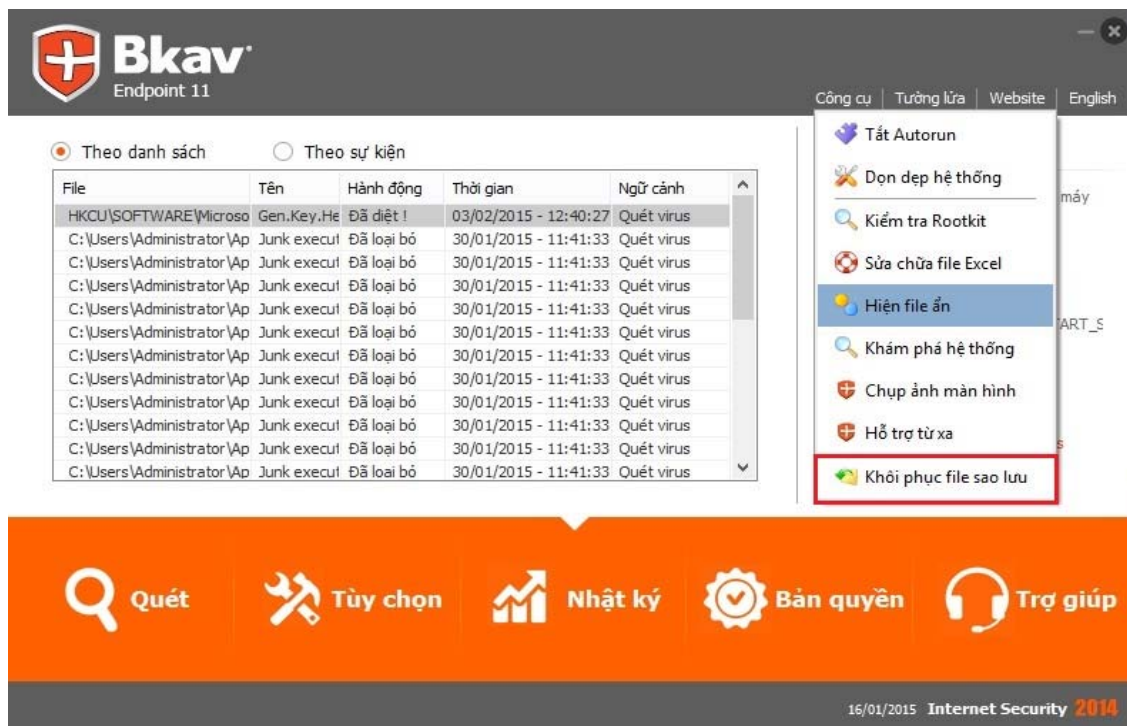 Bkav
Endpoint 11
Công cụ | Tường lửa | Website | English
Theo danh sách Theo sự kiện
File Tên Hành động Thời gian Ngữ cảnh
HKCU\SOFTWARE\Microso Gen.Key.He Đã diệt ! 03/02/2015 - 12:40:27 Quét virus
C:\Users\Administrator\Ap Junk execut Đã loại bỏ 30/01/2015 - 11:41:33 Quét virus
C:\Users\Administrator\Ap Junk execut Đã loại bỏ 30/01/2015 - 11:41:33 Quét virus
C:\Users\Administrator\Ap Junk execut Đã loại bỏ 30/01/2015 - 11:41:33 Quét virus
C:\Users\Administrator\Ap Junk execut Đã loại bỏ 30/01/2015 - 11:41:33 Quét virus
C:\Users\Administrator\Ap Junk execut Đã loại bỏ 30/01/2015 - 11:41:33 Quét virus
C:\Users\Administrator\Ap Junk execut Đã loại bỏ 30/01/2015 - 11:41:33 Quét virus
C:\Users\Administrator\Ap Junk execut Đã loại bỏ 30/01/2015 - 11:41:33 Quét virus
C:\Users\Administrator\Ap Junk execut Đã loại bỏ 30/01/2015 - 11:41:33 Quét virus
C:\Users\Administrator\Ap Junk execut Đã loại bỏ 30/01/2015 - 11:41:33 Quét virus
C:\Users\Administrator\Ap Junk execut Đã loại bỏ 30/01/2015 - 11:41:33 Quét virus
C:\Users\Administrator\Ap Junk execut Đã loại bỏ 30/01/2015 - 11:41:33 Quét virus
Tắt Autorun
Dọn dẹp hệ thống
máy
Kiểm tra Rootkit
Sửa chữa file Excel
Hiện file ẩn
ART_S
Khám phá hệ thống
Chụp ảnh màn hình
Hỗ trợ từ xa
s
Khôi phục file sao lưu
Quét Tùy chọn Nhật ký Bản quyền Trợ giúp
16/01/2015 Internet Security 2014